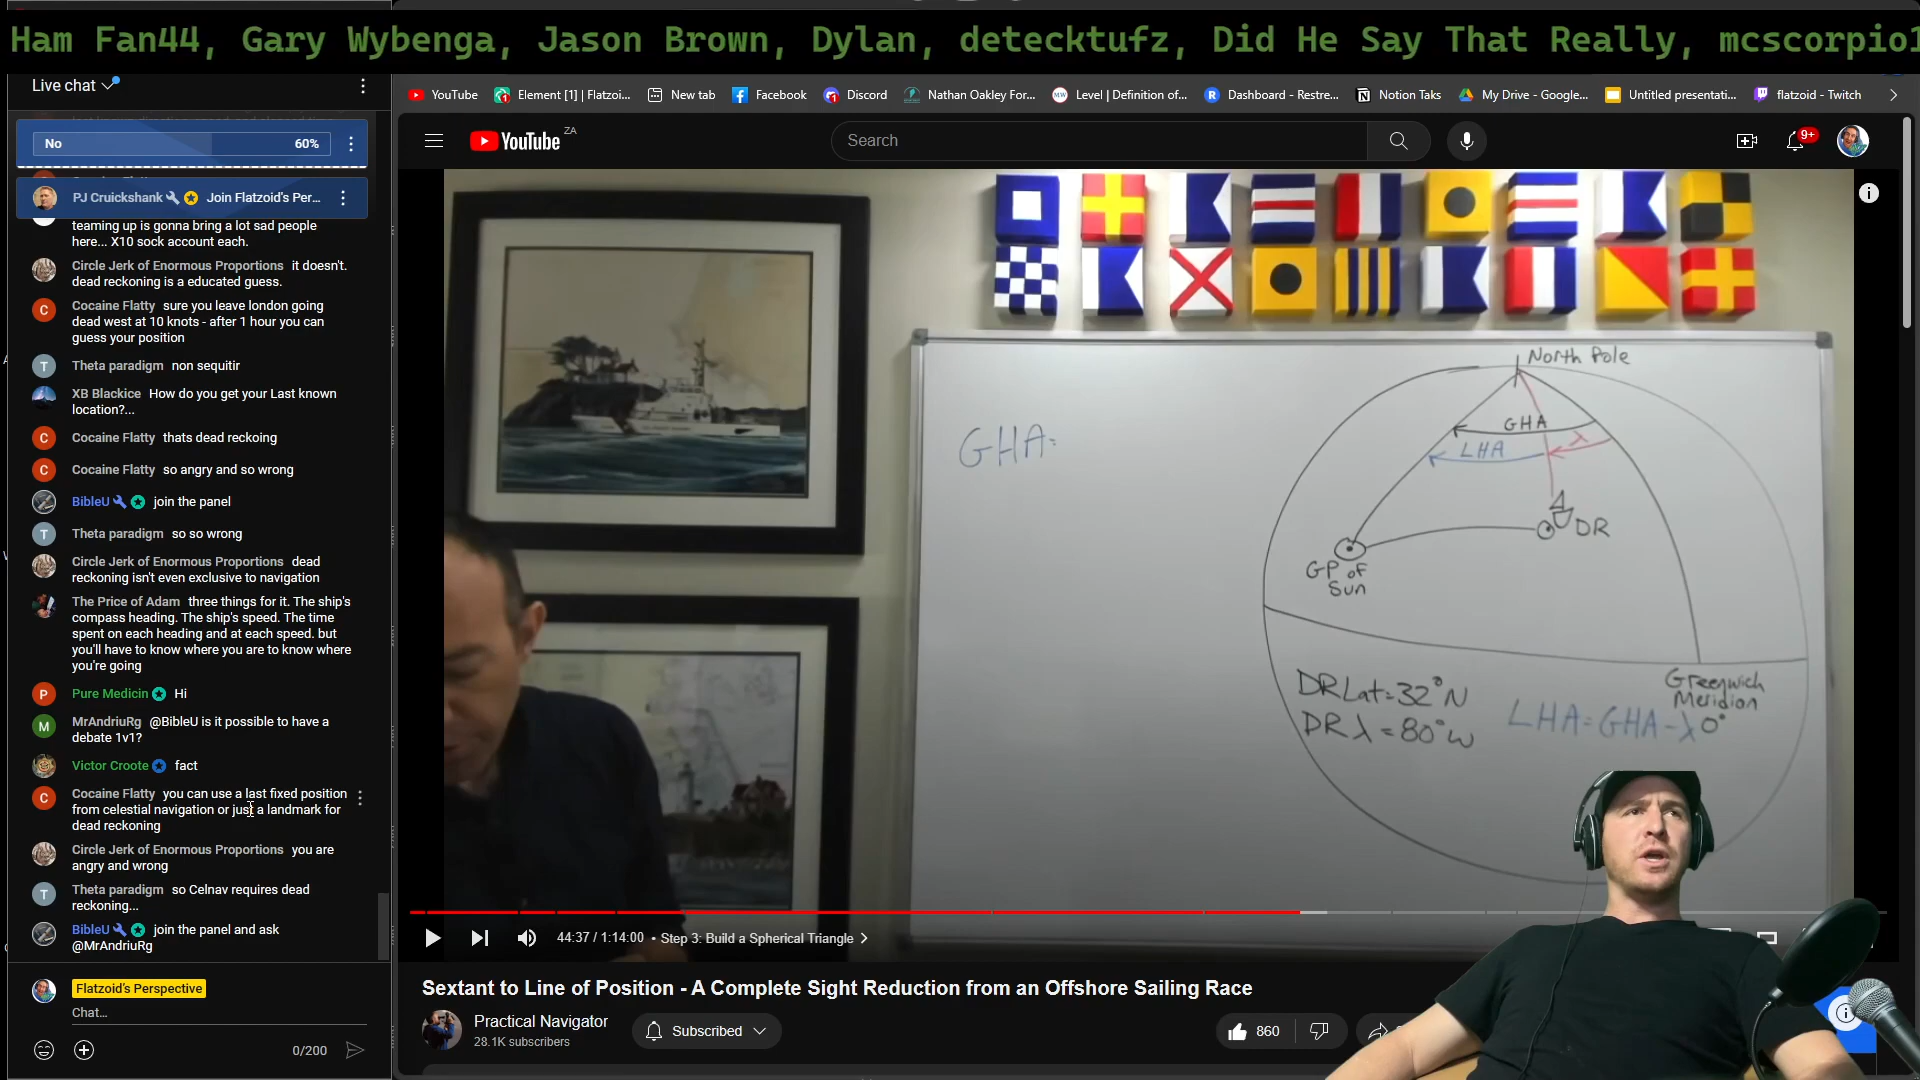 Ham Fan44, Gary Wybenga, Jason Brown, Dylan, detecktufz, Did He Say That Really, mcscorpio1
Live chat
No 60%
PJ Cruickshank Join Flatzoid's Per...
teaming up is gonna bring a lot sad people
here... X10 sock account each.
Circle Jerk of Enormous Proportions it doesn't.
dead reckoning is a educated guess.
Cocaine Flatty sure you leave london going
dead west at 10 knots - after 1 hour you can
guess your position
Theta paradigm non sequitir
XB Blackice How do you get your Last known
location?...
Cocaine Flatty thats dead reckoing
Cocaine Flatty so angry and so wrong
BibleU join the panel
Theta paradigm so so wrong
Circle Jerk of Enormous Proportions dead
reckoning isn't even exclusive to navigation
The Price of Adam three things for it. The ship's
compass heading. The ship's speed. The time
spent on each heading and at each speed. but
you'll have to know where you are to know where
you're going
Pure Medicin Hi
MrAndriuRg @BibleU is it possible to have a
debate 1v1?
Victor Croote fact
Cocaine Flatty you can use a last fixed position
from celestial navigation or just a landmark for
dead reckoning
Circle Jerk of Enormous Proportions you are
angry and wrong
Theta paradigm so Celnav requires dead
reckoning...
BibleU join the panel and ask
@MrAndriuRg
Flatzoid's Perspective
Chat...
0/200
YouTube Element [1] | Flatzoi... New tab Facebook Discord Nathan Oakley For... Level | Definition of... Dashboard - Restre... Notion Taks My Drive - Google... Untitled presentati... flatzoid - Twitch
YouTube ZA
Search
9+
North Pole
GHA
LHA λ
GHA=
DR
GP of
Sun
Greenwich
Meridion
0°
DR Lat=32°N
DR λ = 80°W
LHA=GHA-λ
44:37 / 1:14:00 • Step 3: Build a Spherical Triangle
Sextant to Line of Position - A Complete Sight Reduction from an Offshore Sailing Race
Practical Navigator
28.1K subscribers
Subscribed
860